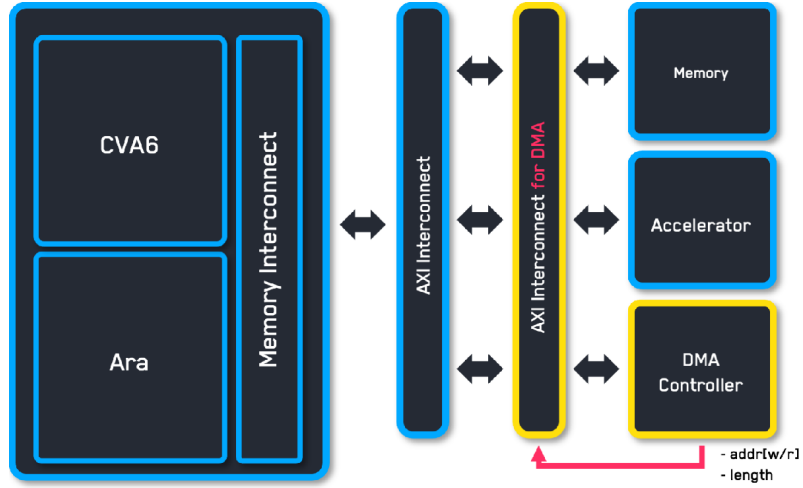 CVA6
Ara
Memory Interconnect
AXI Interconnect
AXI Interconnect for DMA
Memory
Accelerator
DMA
Controller
- addr[w/r]
- length